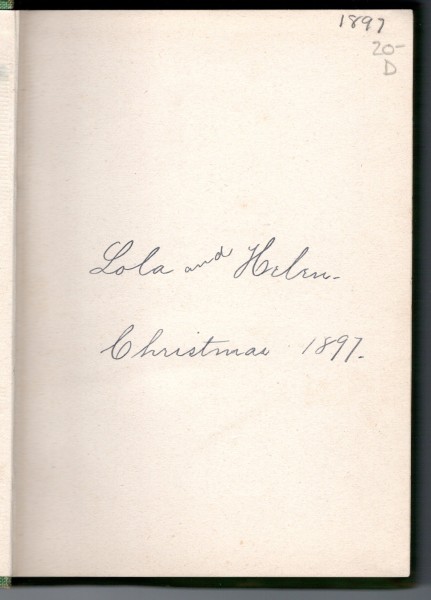 1897
20-
D
Lola and Helen.
Christmas 1897.